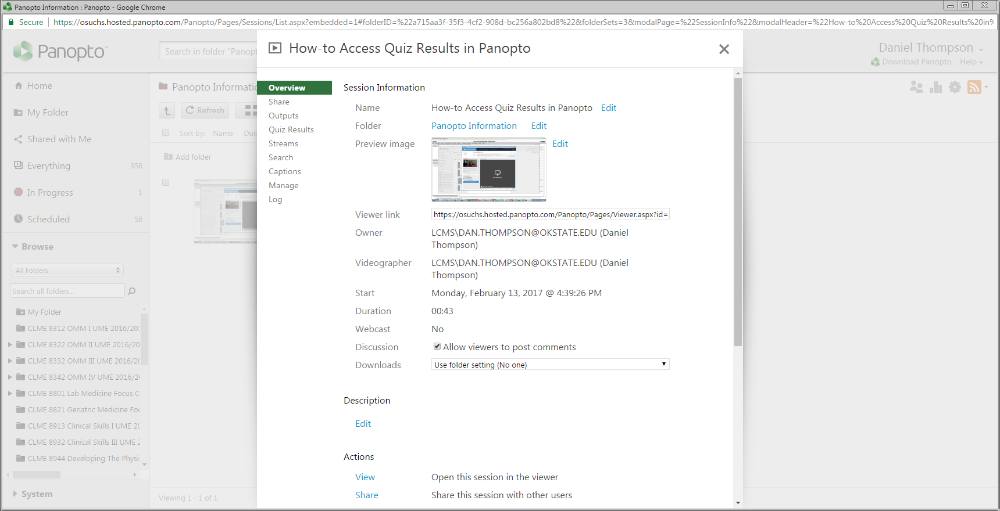 Panopto Information : Panopto - Google Chrome
Secure | https://osuchs.hosted.panopto.com/Panopto/Pages/Sessions/List.aspx?embedded=1#folderID=%22a715aa3f-35f3-4cf2-908d-bc256a802bd8%22&folderSets=3&modalPage=%22SessionInfo%22&modalHeader=%22How-to%20Access%20Quiz%20Results%20in%
Panopto™
Search in folder "Panopt
Daniel Thompson
Download Panopto Help
Home
My Folder
Shared with Me
Everything 958
In Progress 1
Scheduled 58
Browse
All Folders
Search all folders...
My Folder
CLME 8312 OMM I UME 2016/20
CLME 8322 OMM II UME 2016/20
CLME 8332 OMM III UME 2016/20
CLME 8342 OMM IV UME 2016/20
CLME 8801 Lab Medicine Focus C
CLME 8821 Geriatric Medicine Fo
CLME 8913 Clinical Skills I UME 20
CLME 8932 Clinical Skills III UME 2
CLME 8944 Developing The Physi
System
Panopto Informatio
Refresh
Sort by: Name Dur
Add folder
Viewing 1 - 1 of 1
How-to Access Quiz Results in Panopto
Overview
Share
Outputs
Quiz Results
Streams
Search
Captions
Manage
Log
Session Information
Name How-to Access Quiz Results in Panopto Edit
Folder Panopto Information Edit
Preview image Edit
Viewer link https://osuchs.hosted.panopto.com/Panopto/Pages/Viewer.aspx?id=
Owner LCMS\DAN.THOMPSON@OKSTATE.EDU (Daniel
Thompson)
Videographer LCMS\DAN.THOMPSON@OKSTATE.EDU (Daniel
Thompson)
Start Monday, February 13, 2017 @ 4:39:26 PM
Duration 00:43
Webcast No
Discussion Allow viewers to post comments
Downloads Use folder setting (No one)
Description
Edit
Actions
View Open this session in the viewer
Share Share this session with other users